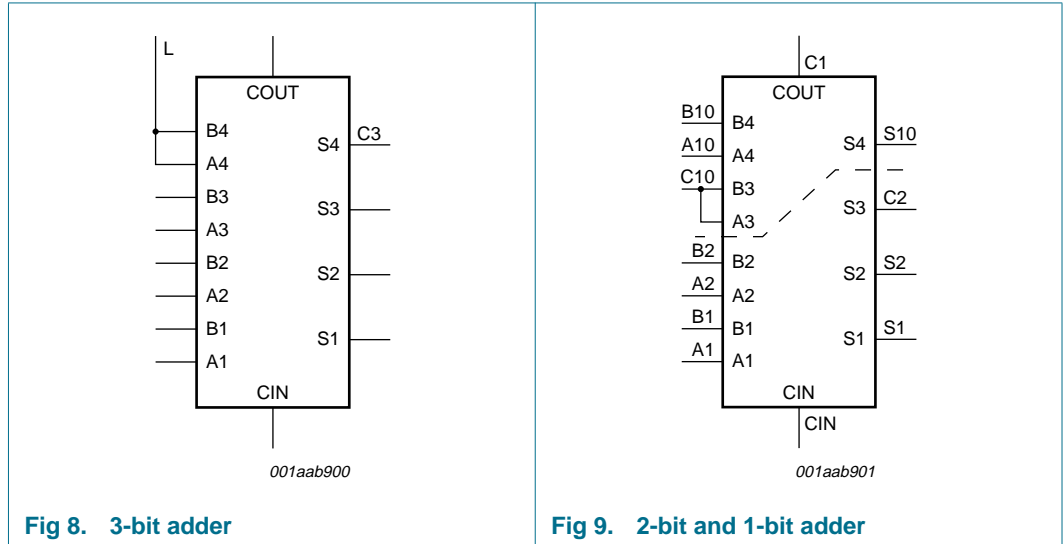 L
COUT
B4
A4
B3
A3
B2
A2
B1
A1
S4
C3
S3
S2
S1
CIN
001aab900
Fig 8. 3-bit adder
C1
COUT
B10
B4
A10
A4
C10
B3
A3
B2
B2
A2
A2
B1
B1
A1
A1
S4
S10
S3
C2
S2
S2
S1
S1
CIN
CIN
001aab901
Fig 9. 2-bit and 1-bit adder